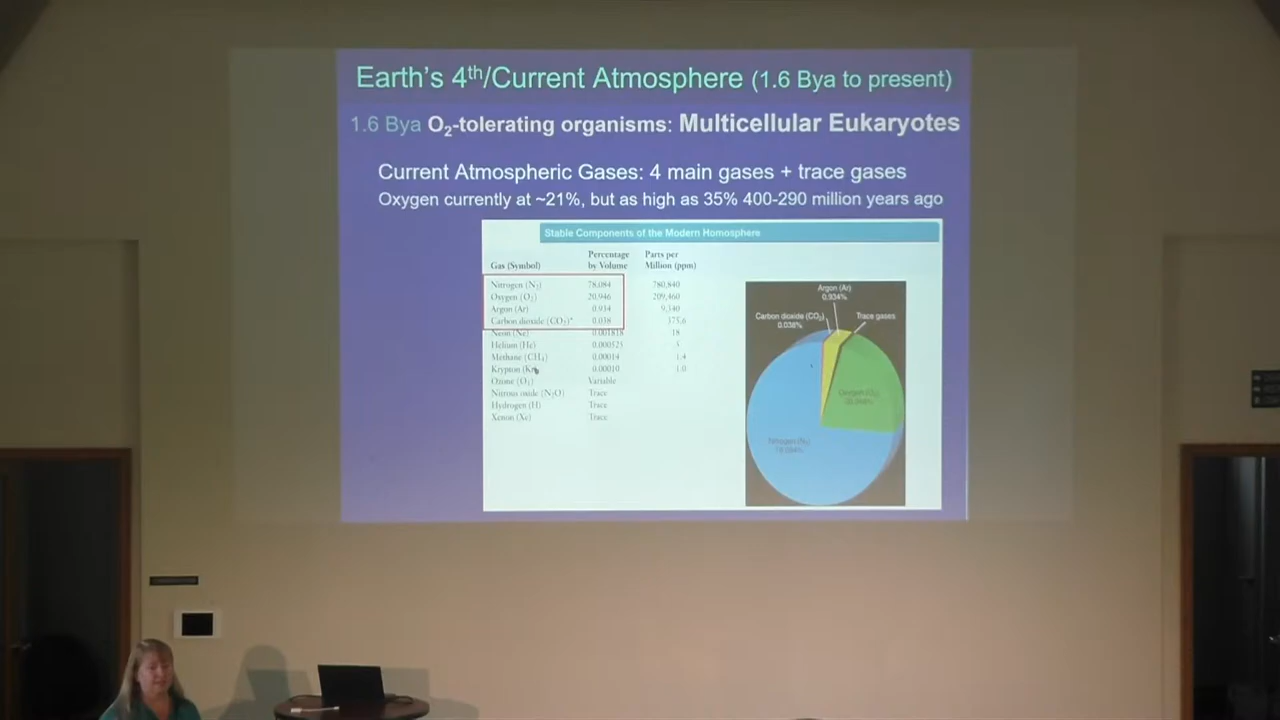 Earth's 4th/Current Atmosphere (1.6 Bya to present)
1.6 Bya O₂-tolerating organisms: Multicellular Eukaryotes
Current Atmospheric Gases: 4 main gases + trace gases
Oxygen currently at ~21%, but as high as 35% 400-290 million years ago
Stable Components of the Modern Homosphere
Gas (Symbol) Percentage by Volume Parts per Million (ppm)
Nitrogen (N₂) 78.084 780,840
Oxygen (O₂) 20.946 209,460
Argon (Ar) 0.934 9,340
Carbon dioxide (CO₂)* 0.038 375.6
Neon (Ne) 0.001818 18
Helium (He) 0.000525 5
Methane (CH₄) 0.00014 1.4
Krypton (Kr) 0.00010 1.0
Ozone (O₃) Variable
Nitrous oxide (N₂O) Trace
Hydrogen (H) Trace
Xenon (Xe) Trace
Argon (Ar)
0.934%
Carbon dioxide (CO₂)
0.038%
Trace gases
Oxygen (O₂)
Nitrogen (N₂)